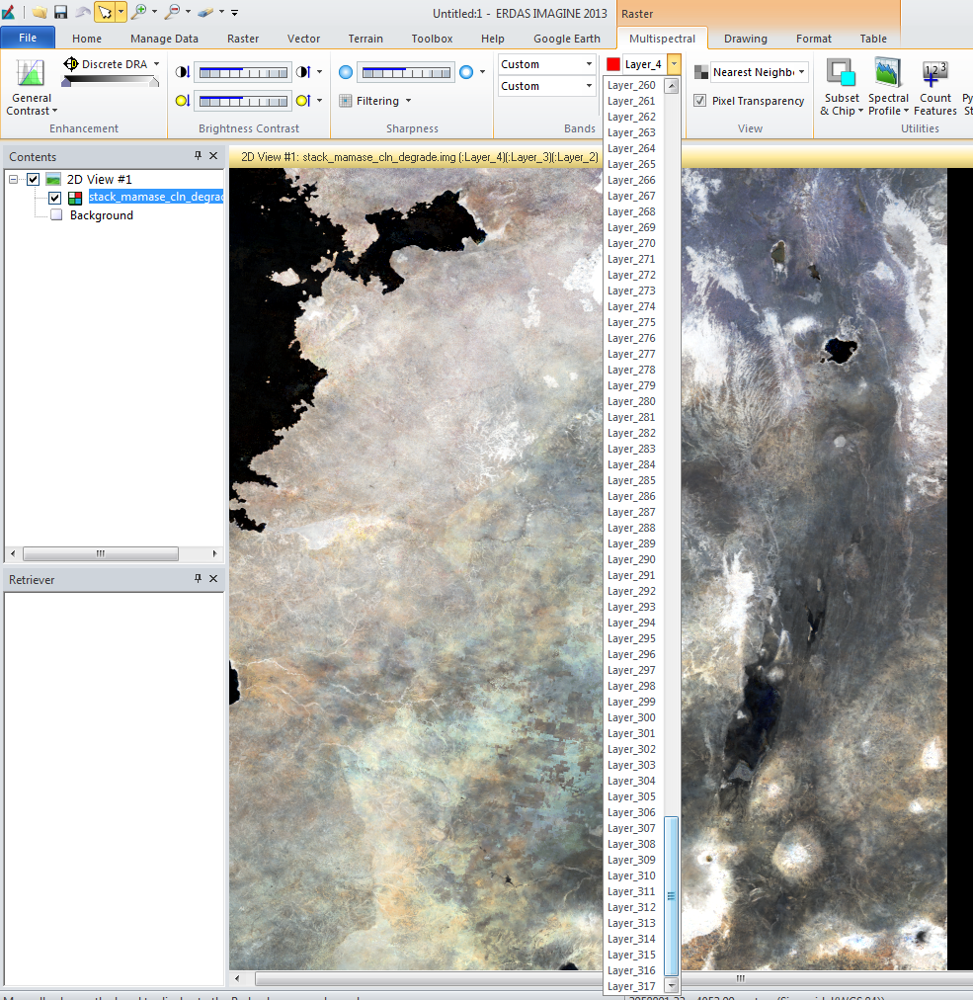 Untitled:1 - ERDAS IMAGINE 2013
Raster
File
Home
Manage Data
Raster
Vector
Terrain
Toolbox
Help
Google Earth
Multispectral
Drawing
Format
Table
General
Contrast
Discrete DRA
Filtering
Custom
Custom
Layer_4
Nearest Neighb
Pixel Transparency
Subset
& Chip
Spectral
Profile
Count
Features
Enhancement
Brightness Contrast
Sharpness
Bands
View
Utilities
Contents
2D View #1
stack_mamase_cln_degrad
Background
Retriever
2D View #1: stack_mamase_cln_degrade.img (:Layer_4)(:Layer_3)(:Layer_2)
Layer_260
Layer_261
Layer_262
Layer_263
Layer_264
Layer_265
Layer_266
Layer_267
Layer_268
Layer_269
Layer_270
Layer_271
Layer_272
Layer_273
Layer_274
Layer_275
Layer_276
Layer_277
Layer_278
Layer_279
Layer_280
Layer_281
Layer_282
Layer_283
Layer_284
Layer_285
Layer_286
Layer_287
Layer_288
Layer_289
Layer_290
Layer_291
Layer_292
Layer_293
Layer_294
Layer_295
Layer_296
Layer_297
Layer_298
Layer_299
Layer_300
Layer_301
Layer_302
Layer_303
Layer_304
Layer_305
Layer_306
Layer_307
Layer_308
Layer_309
Layer_310
Layer_311
Layer_312
Layer_313
Layer_314
Layer_315
Layer_316
Layer_317